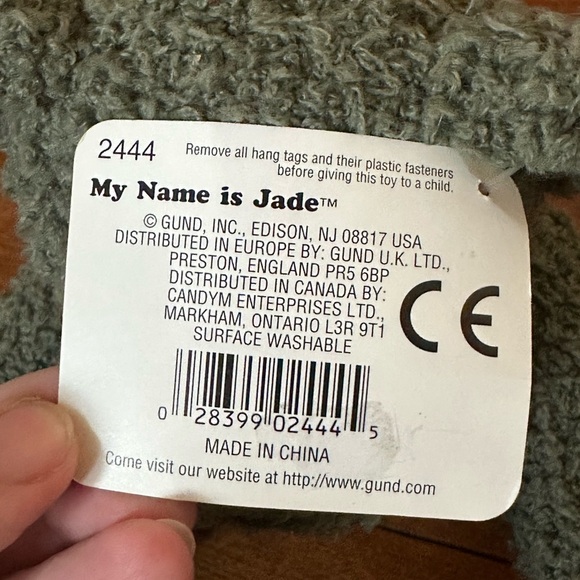 2444
Remove all hang tags and their plastic fasteners
before giving this toy to a child.
My Name is Jade™
© GUND, INC., EDISON, NJ 08817 USA
DISTRIBUTED IN EUROPE BY: GUND U.K. LTD.,
PRESTON, ENGLAND PR5 6BP
DISTRIBUTED IN CANADA BY:
CANDYM ENTERPRISES LTD.,
MARKHAM, ONTARIO L3R 9T1
SURFACE WASHABLE
CE
0 28399 02444 5
MADE IN CHINA
Come visit our website at http://www.gund.com